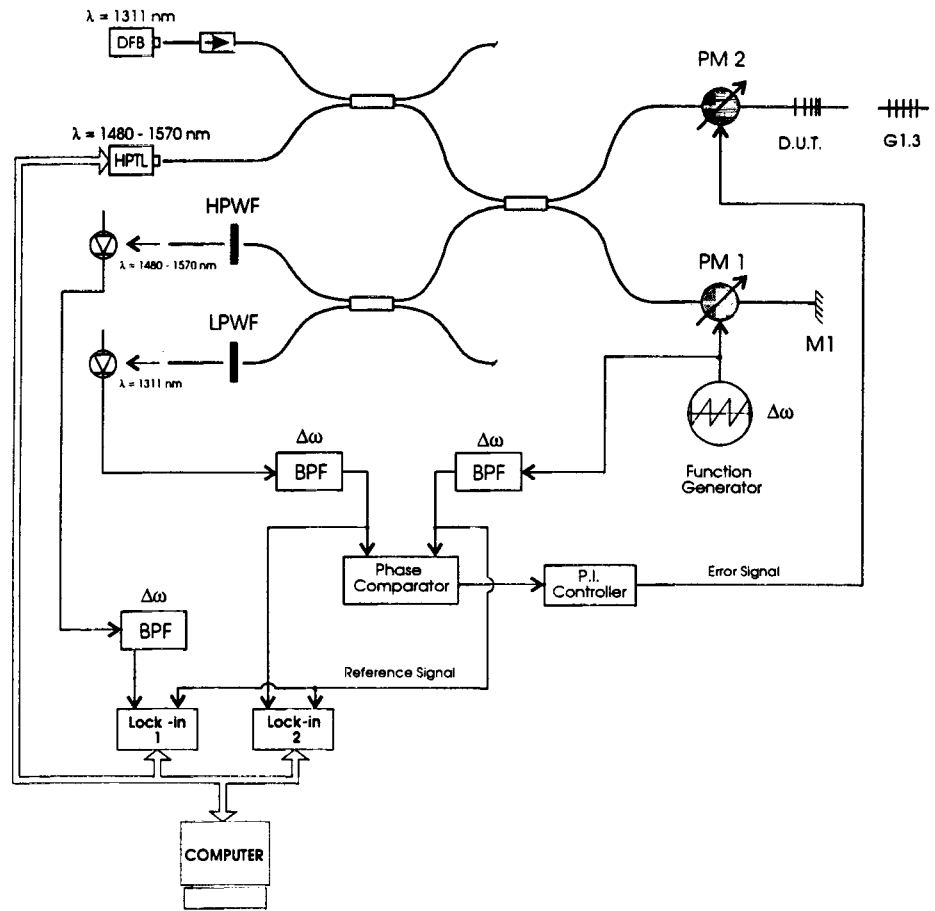 λ = 1311 nm
DFB
λ = 1480 - 1570 nm
HPTL
PM 2
D.U.T.
G1.3
HPWF
λ = 1480 - 1570 nm
PM 1
LPWF
M1
λ = 1311 nm
Δω
Δω
Δω
BPF
BPF
Function
Generator
Phase
Comparator
P.I.
Controller
Error Signal
Δω
BPF
Reference Signal
Lock -in
1
Lock-in
2
COMPUTER